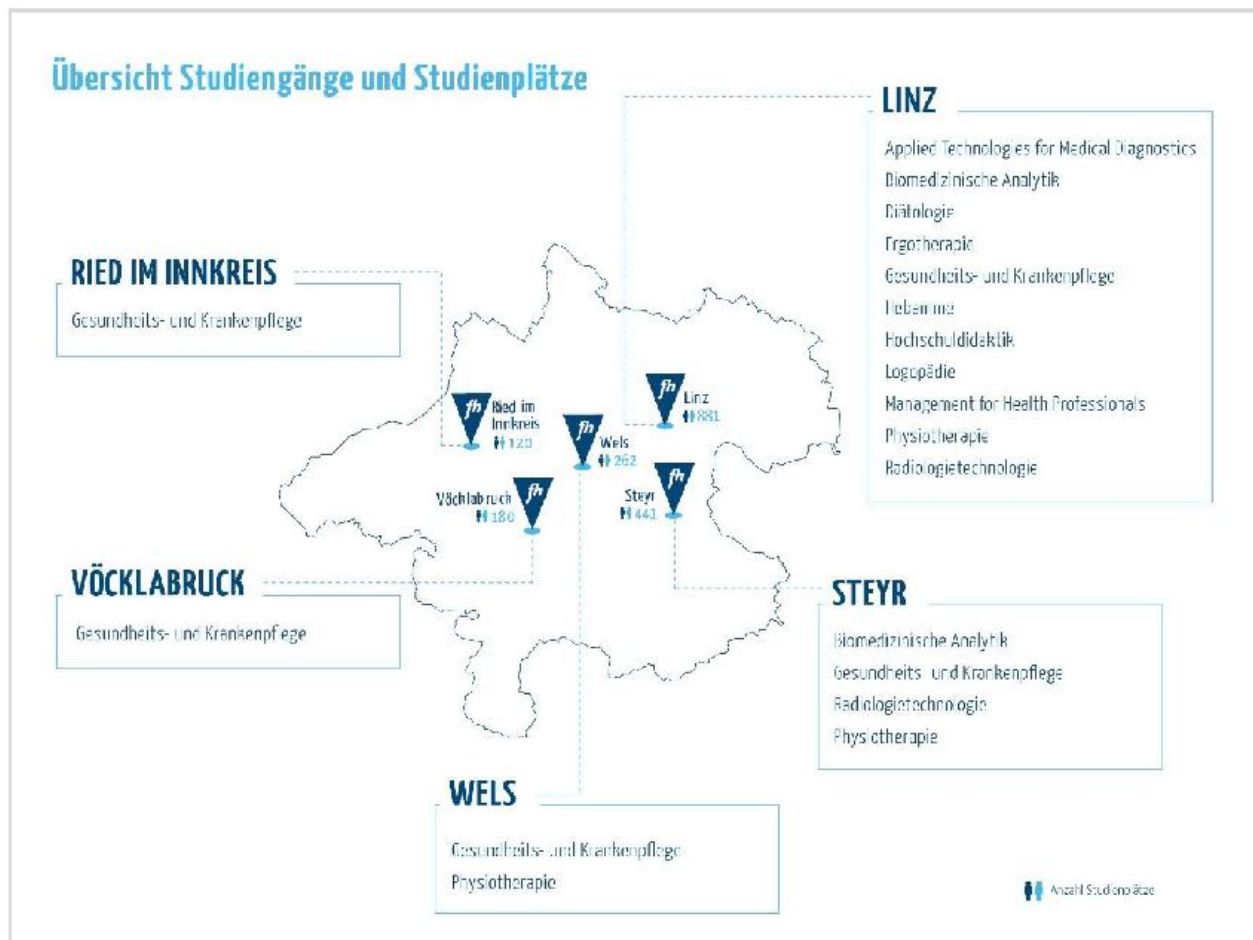 Übersicht Studiengänge und Studienplätze
LINZ
Applied Technologies for Medical Diagnostics
Biomedizinische Analytik
Diätologie
Ergotherapie
Gesundheits- und Krankenpflege
Hebamme
Hochschuldidaktik
Logopädie
Management for Health Professionals
Physiotherapie
Radiologietechnologie
RIED IM INNKREIS
Gesundheits- und Krankenpflege
fh
Ried im
Innkreis
120
fh
Wels
262
fh
Linz
881
Vöcklabruck
180
fh
Steyr
441
fh
VÖCKLABRUCK
Gesundheits- und Krankenpflege
STEYR
Biomedizinische Analytik
Gesundheits- und Krankenpflege
Radiologietechnologie
Physiotherapie
WELS
Gesundheits- und Krankenpflege
Physiotherapie
Anzahl Studienplätze